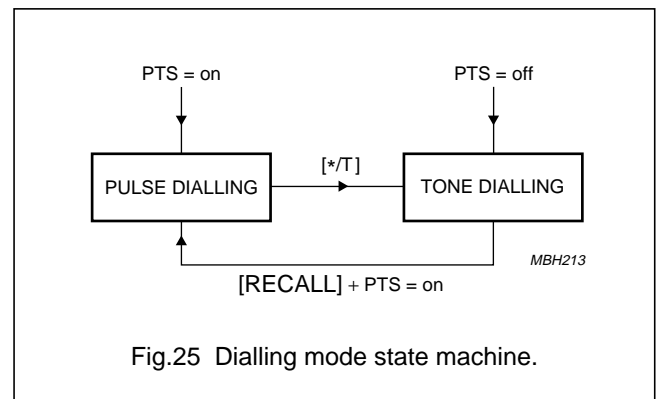 PTS = on
PTS = off
PULSE DIALLING
[*/T]
TONE DIALLING
MBH213
[RECALL] + PTS = on
Fig.25 Dialling mode state machine.